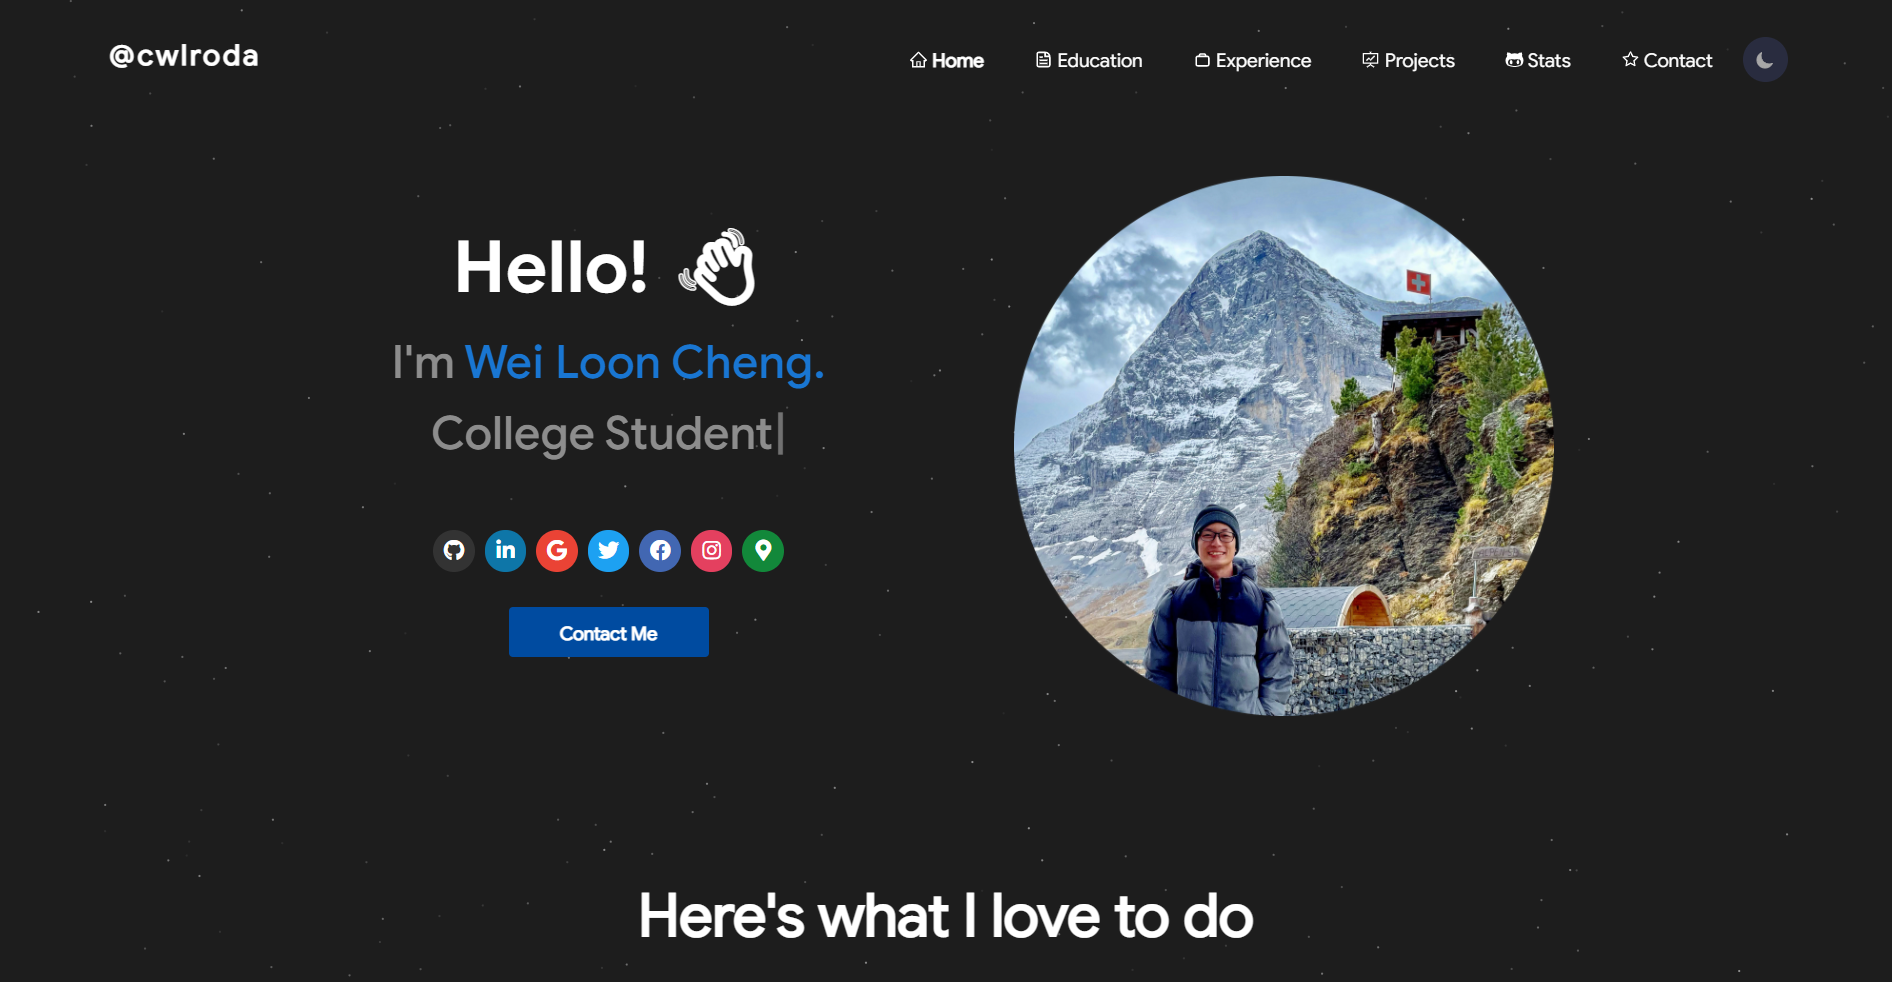 @cwlroda
Home Education Experience Projects Stats Contact
Hello!
I'm Wei Loon Cheng.
College Student|
Contact Me
Here's what I love to do